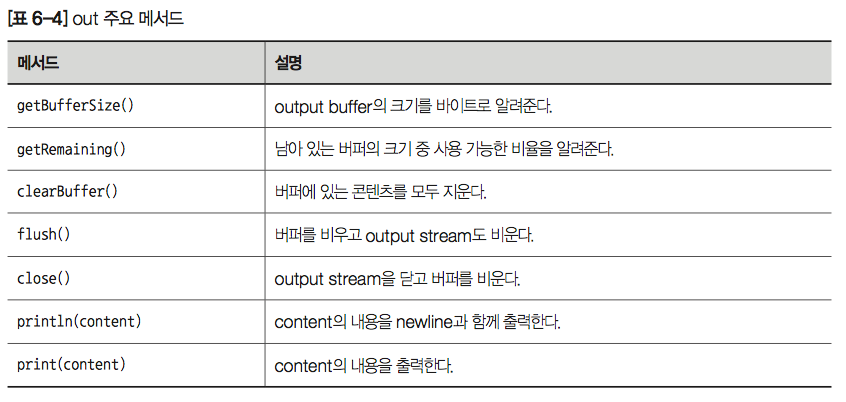 [표 6-4] out 주요 메서드
메서드 설명
getBufferSize() output buffer의 크기를 바이트로 알려준다.
getRemaining() 남아 있는 버퍼의 크기 중 사용 가능한 비율을 알려준다.
clearBuffer() 버퍼에 있는 콘텐츠를 모두 지운다.
flush() 버퍼를 비우고 output stream도 비운다.
close() output stream을 닫고 버퍼를 비운다.
println(content) content의 내용을 newline과 함께 출력한다.
print(content) content의 내용을 출력한다.